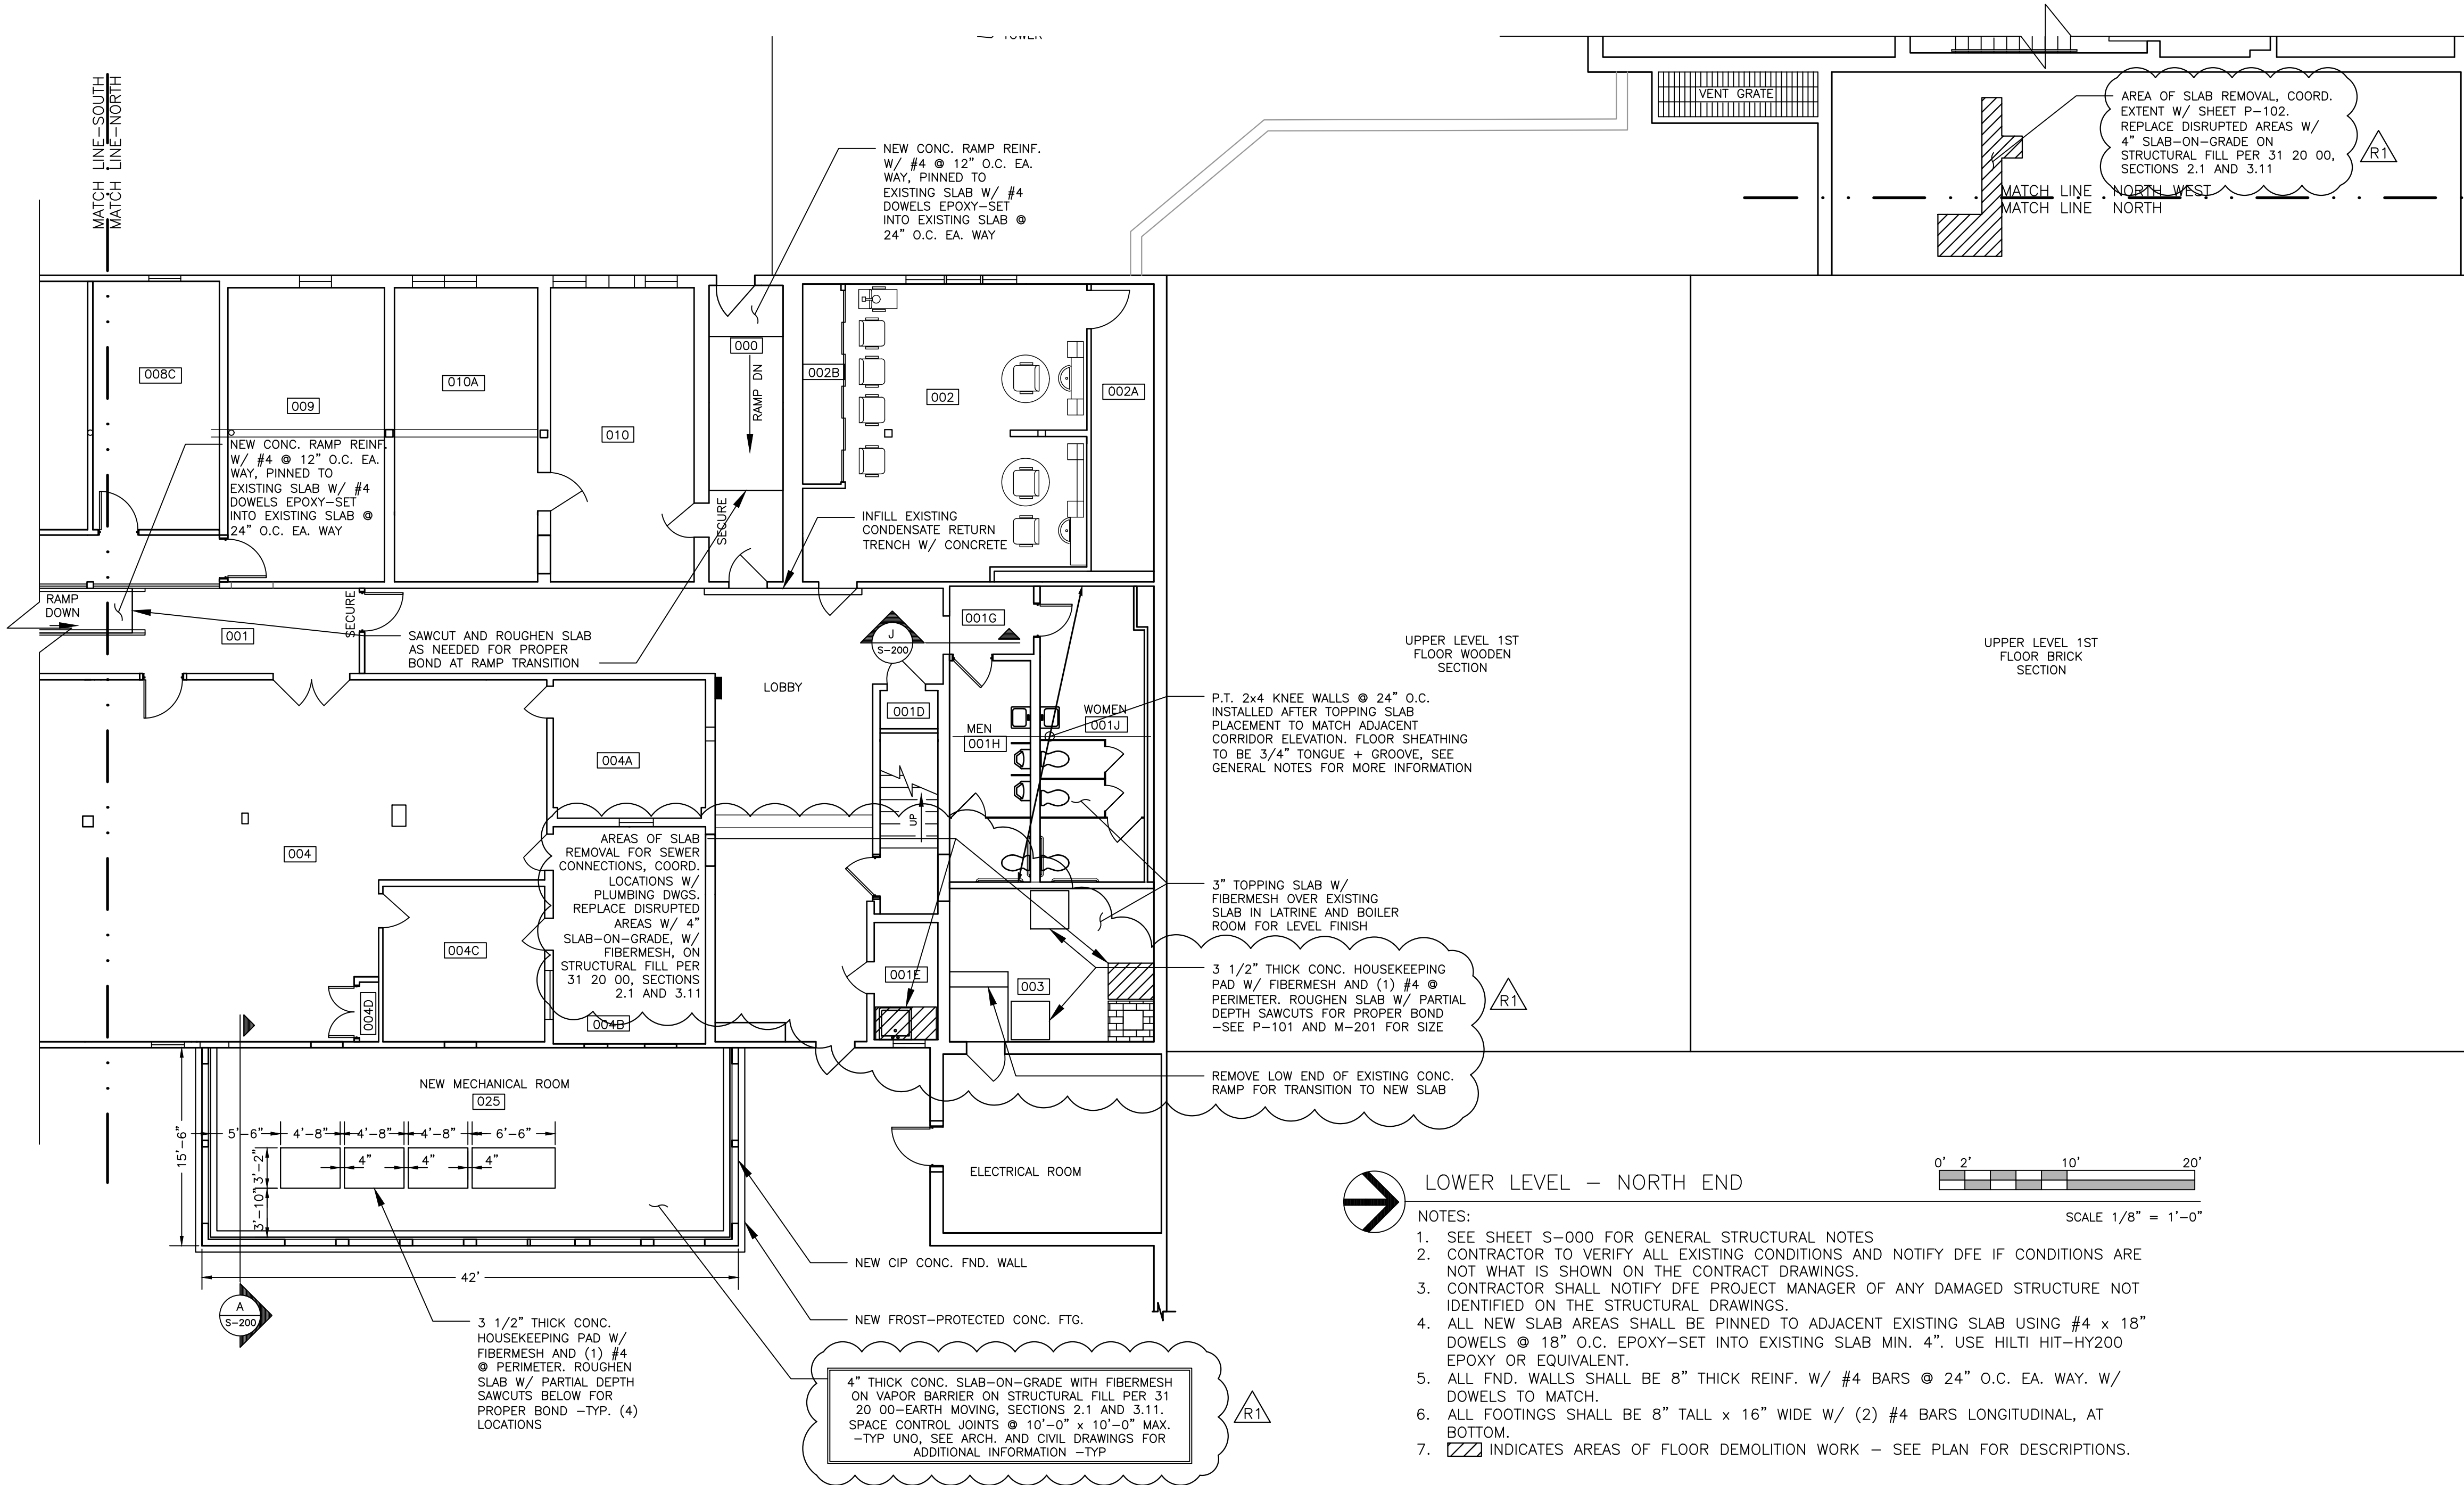 MATCH LINE-SOUTH
MATCH LINE-NORTH
NEW CONC. RAMP REINF.
W/ #4 @ 12" O.C. EA.
WAY, PINNED TO
EXISTING SLAB W/ #4
DOWELS EPOXY-SET
INTO EXISTING SLAB @
24" O.C. EA. WAY
VENT GRATE
AREA OF SLAB REMOVAL, COORD.
EXTENT W/ SHEET P-102.
REPLACE DISRUPTED AREAS W/
4" SLAB-ON-GRADE ON
STRUCTURAL FILL PER 31 20 00,
SECTIONS 2.1 AND 3.11
R1
MATCH LINE NORTH WEST
MATCH LINE NORTH
008C
009
010A
010
000
RAMP DN
002B
002
002A
NEW CONC. RAMP REINF.
W/ #4 @ 12" O.C. EA.
WAY, PINNED TO
EXISTING SLAB W/ #4
DOWELS EPOXY-SET
INTO EXISTING SLAB @
24" O.C. EA. WAY
SECURE
INFILL EXISTING
CONDENSATE RETURN
TRENCH W/ CONCRETE
RAMP
DOWN
001
SECURE
SAWCUT AND ROUGHEN SLAB
AS NEEDED FOR PROPER
BOND AT RAMP TRANSITION
J
S-200
001G
LOBBY
001D
MEN
001H
WOMEN
001J
UP
UPPER LEVEL 1ST
FLOOR WOODEN
SECTION
UPPER LEVEL 1ST
FLOOR BRICK
SECTION
P.T. 2x4 KNEE WALLS @ 24" O.C.
INSTALLED AFTER TOPPING SLAB
PLACEMENT TO MATCH ADJACENT
CORRIDOR ELEVATION. FLOOR SHEATHING
TO BE 3/4" TONGUE + GROOVE, SEE
GENERAL NOTES FOR MORE INFORMATION
004A
004
AREAS OF SLAB
REMOVAL FOR SEWER
CONNECTIONS, COORD.
LOCATIONS W/
PLUMBING DWGS.
REPLACE DISRUPTED
AREAS W/ 4"
SLAB-ON-GRADE, W/
FIBERMESH, ON
STRUCTURAL FILL PER
31 20 00, SECTIONS
2.1 AND 3.11
004B
004C
004D
001E
003
3" TOPPING SLAB W/
FIBERMESH OVER EXISTING
SLAB IN LATRINE AND BOILER
ROOM FOR LEVEL FINISH
3 1/2" THICK CONC. HOUSEKEEPING
PAD W/ FIBERMESH AND (1) #4 @
PERIMETER. ROUGHEN SLAB W/ PARTIAL
DEPTH SAWCUTS FOR PROPER BOND
-SEE P-101 AND M-201 FOR SIZE
R1
REMOVE LOW END OF EXISTING CONC.
RAMP FOR TRANSITION TO NEW SLAB
NEW MECHANICAL ROOM
025
5'-6"
4'-8"
4'-8"
4'-8"
6'-6"
15'-6"
3'-2"
3'-10"
4"
4"
4"
42'
A
S-200
ELECTRICAL ROOM
NEW CIP CONC. FND. WALL
NEW FROST-PROTECTED CONC. FTG.
3 1/2" THICK CONC.
HOUSEKEEPING PAD W/
FIBERMESH AND (1) #4
@ PERIMETER. ROUGHEN
SLAB W/ PARTIAL DEPTH
SAWCUTS BELOW FOR
PROPER BOND -TYP. (4)
LOCATIONS
4" THICK CONC. SLAB-ON-GRADE WITH FIBERMESH
ON VAPOR BARRIER ON STRUCTURAL FILL PER 31
20 00-EARTH MOVING, SECTIONS 2.1 AND 3.11.
SPACE CONTROL JOINTS @ 10'-0" x 10'-0" MAX.
-TYP UNO, SEE ARCH. AND CIVIL DRAWINGS FOR
ADDITIONAL INFORMATION -TYP
R1
LOWER LEVEL - NORTH END
0' 2' 10' 20'
SCALE 1/8" = 1'-0"
NOTES:
1. SEE SHEET S-000 FOR GENERAL STRUCTURAL NOTES
2. CONTRACTOR TO VERIFY ALL EXISTING CONDITIONS AND NOTIFY DFE IF CONDITIONS ARE
NOT WHAT IS SHOWN ON THE CONTRACT DRAWINGS.
3. CONTRACTOR SHALL NOTIFY DFE PROJECT MANAGER OF ANY DAMAGED STRUCTURE NOT
IDENTIFIED ON THE STRUCTURAL DRAWINGS.
4. ALL NEW SLAB AREAS SHALL BE PINNED TO ADJACENT EXISTING SLAB USING #4 x 18"
DOWELS @ 18" O.C. EPOXY-SET INTO EXISTING SLAB MIN. 4". USE HILTI HIT-HY200
EPOXY OR EQUIVALENT.
5. ALL FND. WALLS SHALL BE 8" THICK REINF. W/ #4 BARS @ 24" O.C. EA. WAY. W/
DOWELS TO MATCH.
6. ALL FOOTINGS SHALL BE 8" TALL x 16" WIDE W/ (2) #4 BARS LONGITUDINAL, AT
BOTTOM.
7. INDICATES AREAS OF FLOOR DEMOLITION WORK - SEE PLAN FOR DESCRIPTIONS.